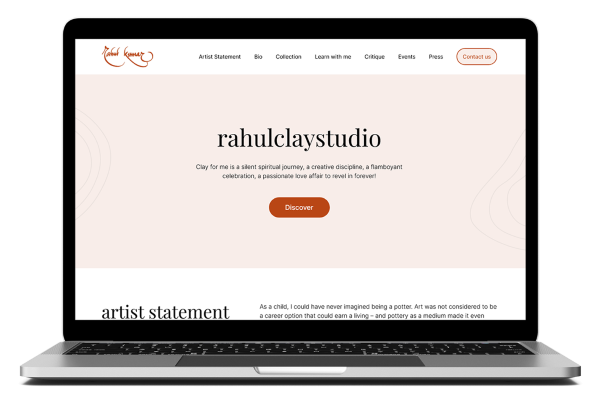 Rahul Kumar
Artist Statement
Bio
Collection
Learn with me
Critique
Events
Press
Contact us
rahulclaystudio
Clay for me is a silent spiritual journey, a creative discipline, a flamboyant
celebration, a passionate love affair to revel in forever!
Discover
artist statement
As a child, I could have never imagined being a potter. Art was not considered to be
a career option that could earn a living – and pottery as a medium made it even